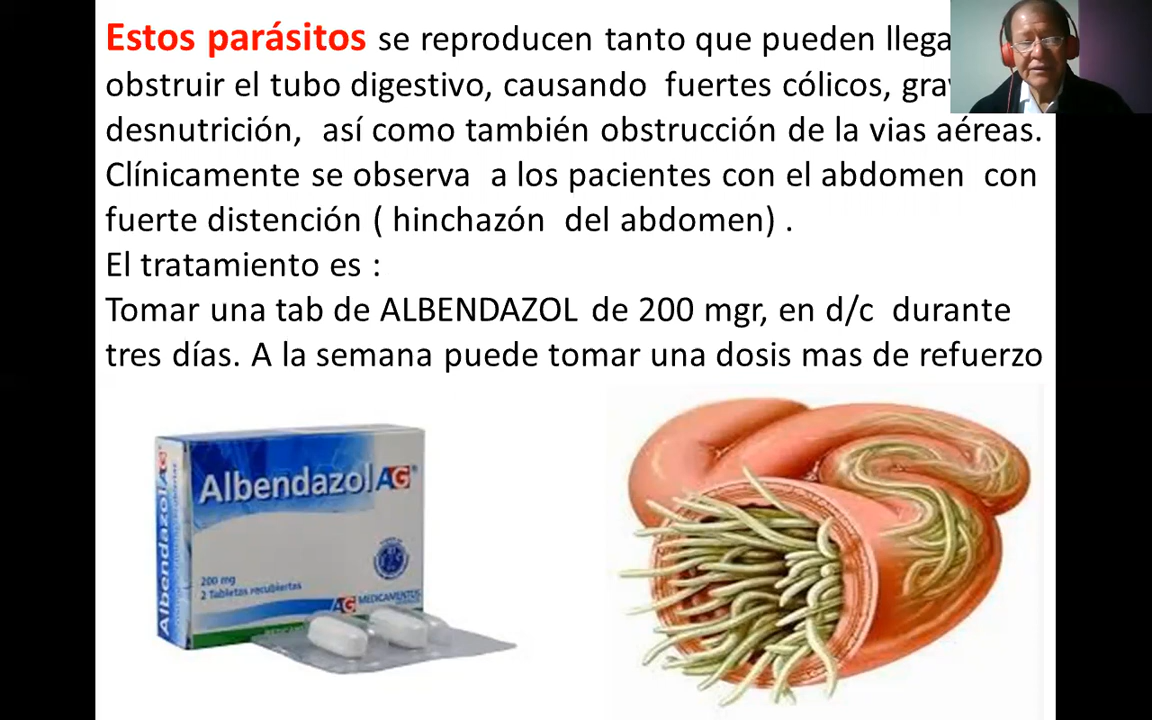 Estos parásitos se reproducen tanto que pueden llega
obstruir el tubo digestivo, causando fuertes cólicos, gra
desnutrición, así como también obstrucción de la vias aéreas.
Clínicamente se observa a los pacientes con el abdomen con
fuerte distención ( hinchazón del abdomen) .
El tratamiento es :
Tomar una tab de ALBENDAZOL de 200 mgr, en d/c durante
tres días. A la semana puede tomar una dosis mas de refuerzo
Albendazol AG
Albendazol AG
200 mg
2 Tabletas recubiertas
AG MEDICAMENTOS